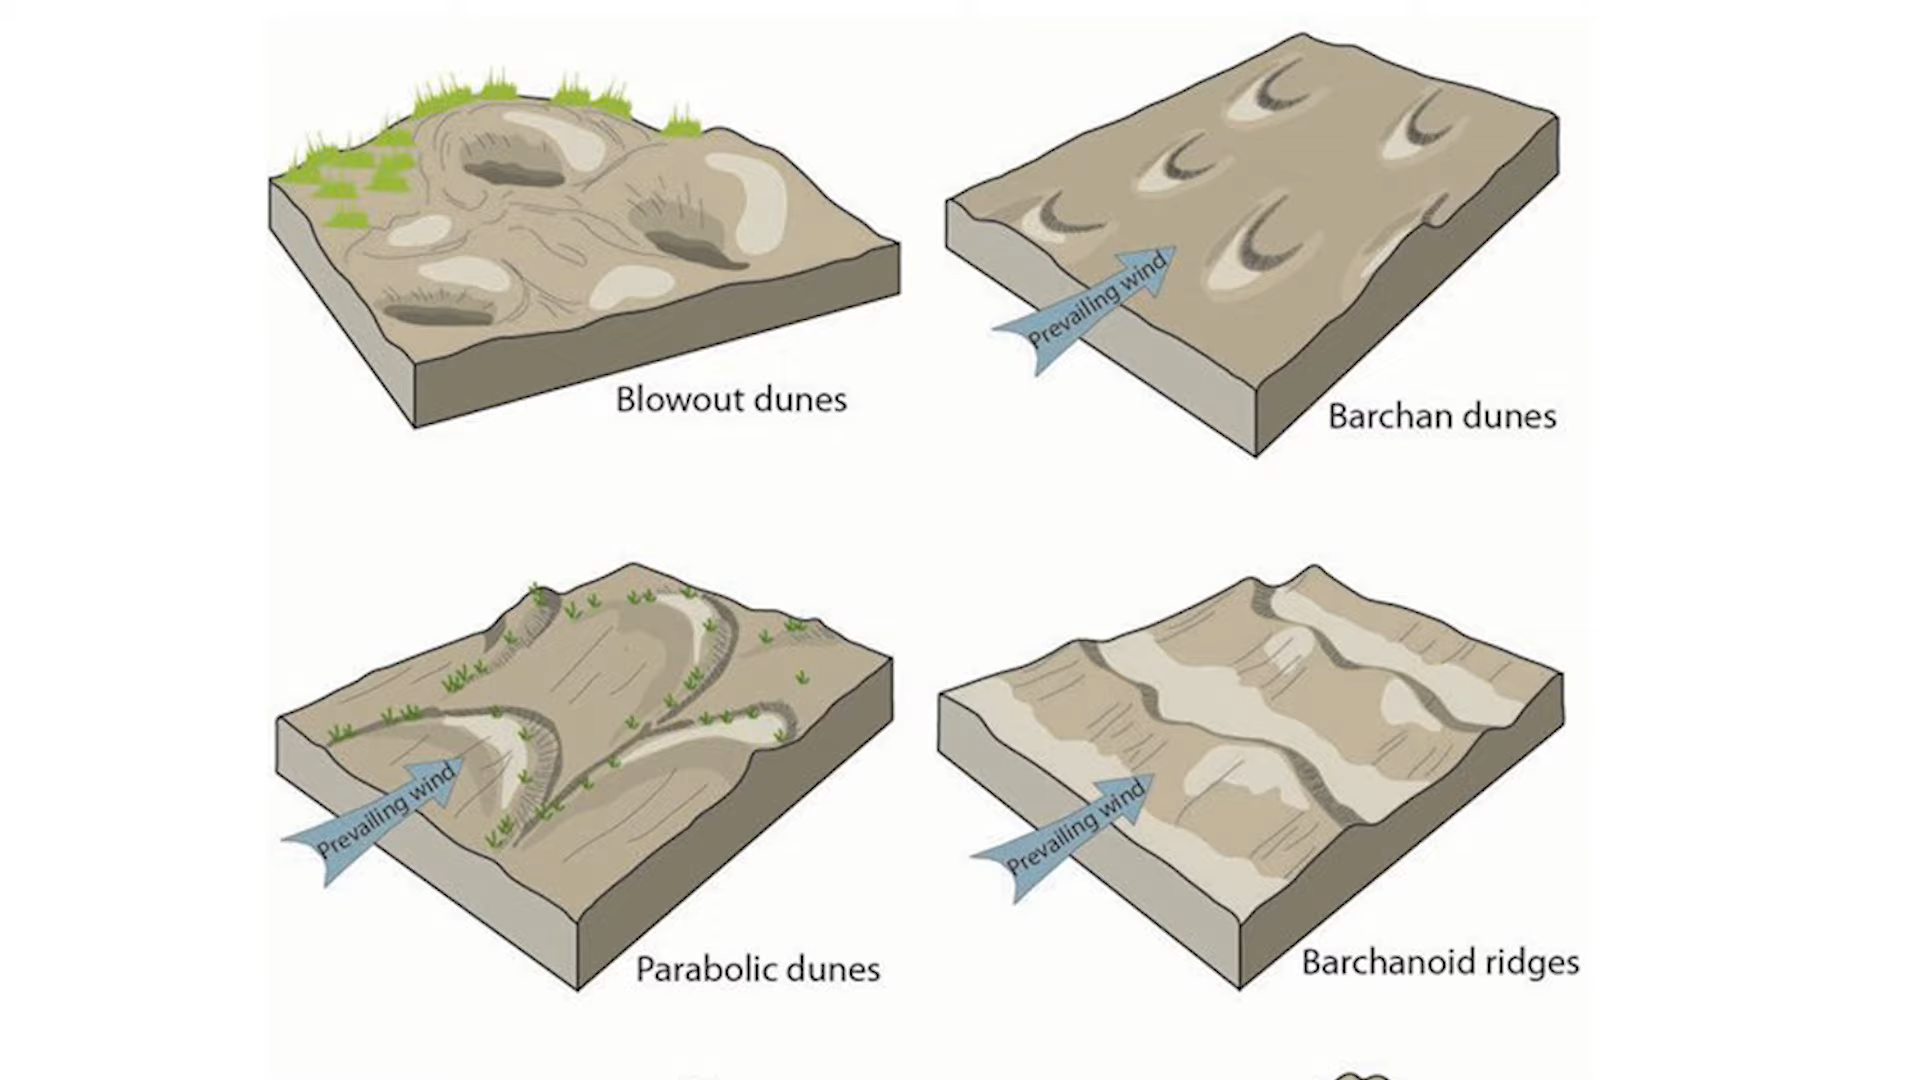 Blowout dunes
Prevailing wind
Barchan dunes
Prevailing wind
Parabolic dunes
Prevailing wind
Barchanoid ridges